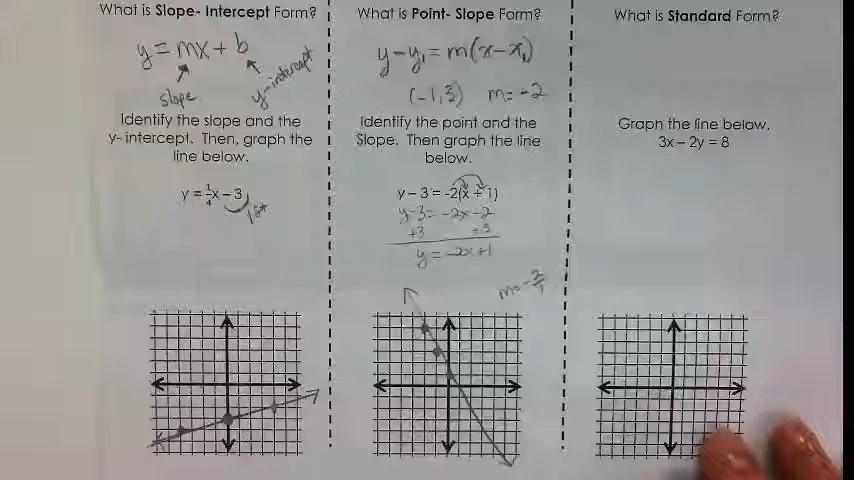 What is Slope- Intercept Form?
y = mx + b
slope
y-intercept
Identify the slope and the
y- intercept. Then, graph the
line below.
y = ¼x – 3
1st
What is Point- Slope Form?
y - y₁ = m(x - x₁)
(-1, 3) m = -2
Identify the point and the
Slope. Then graph the line
below.
y – 3 = -2(x + 1)
y-3 = -2x -2
+3 +3
y = -2x +1
m= -2/1
What is Standard Form?
Graph the line below.
3x – 2y = 8